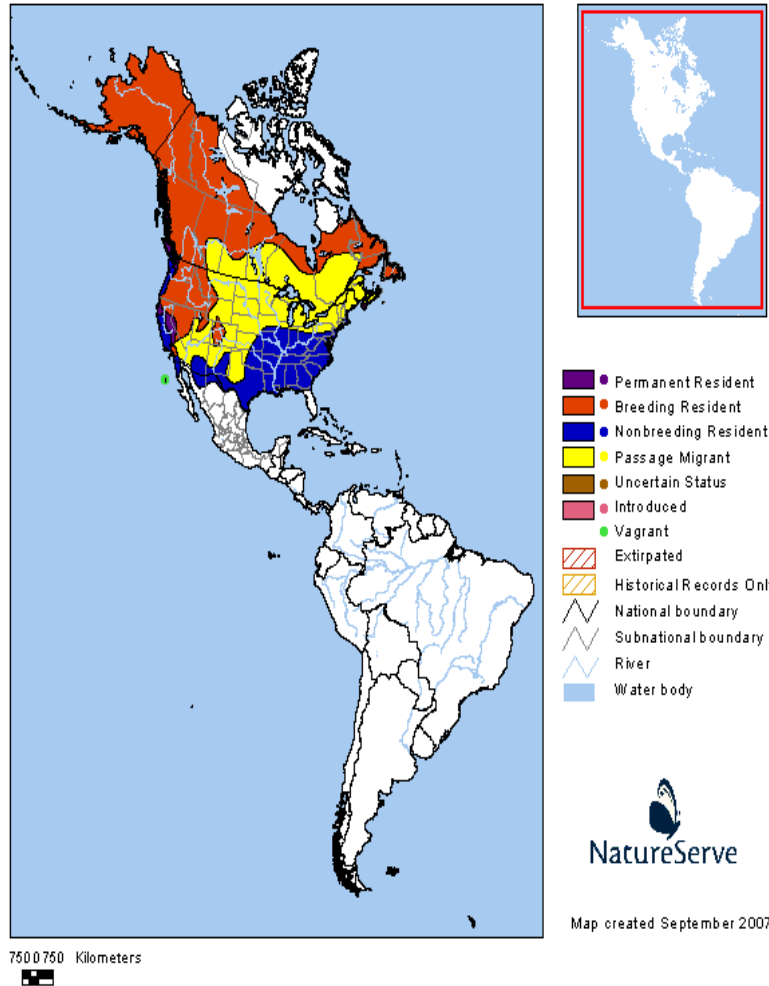 Permanent Resident
Breeding Resident
Nonbreeding Resident
Passage Migrant
Uncertain Status
Introduced
Vagrant
Extirpated
Historical Records Onl
National boundary
Subnational boundary
River
Water body
NatureServe
Map created September 2007
750 0 750 Kilometers